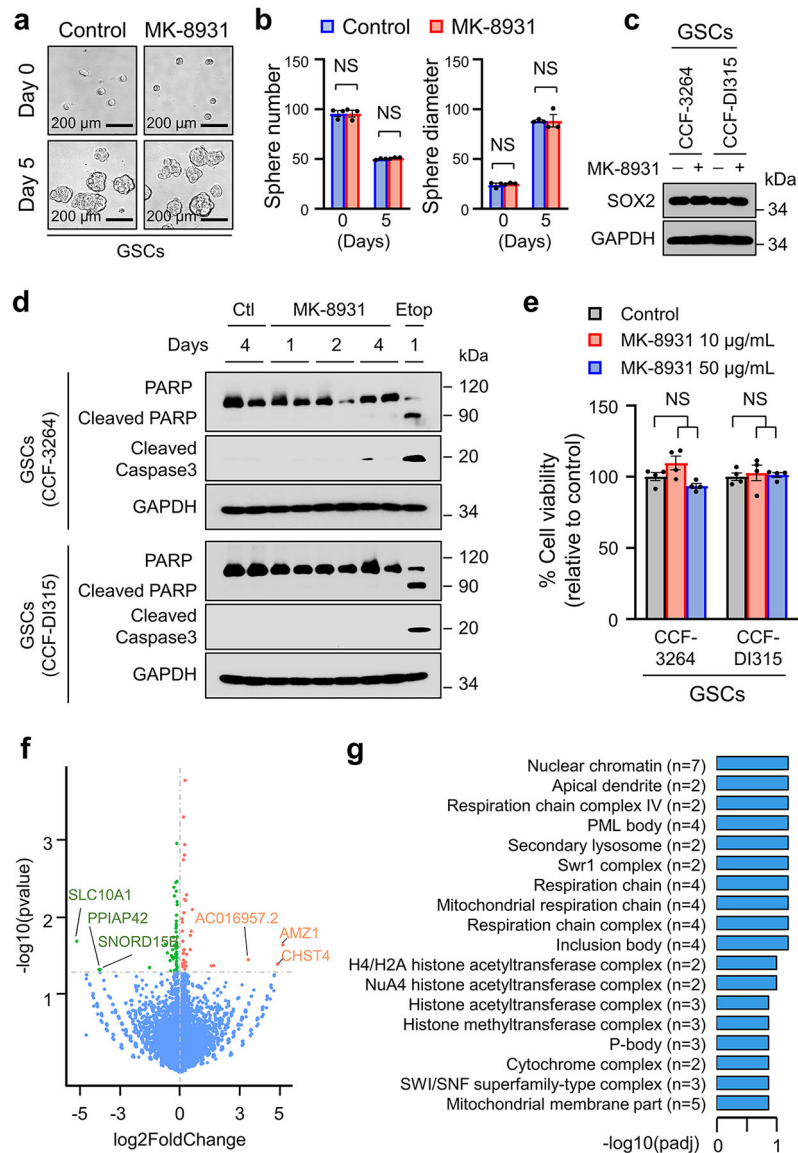 a
Control MK-8931
Day 0
200 μm 200 μm
Day 5
200 μm 200 μm
GSCs
b
Control MK-8931
Sphere number
150
100
50
0
NS
NS
0 5
(Days)
Sphere diameter
150
100
50
0
NS
NS
0 5
(Days)
c
GSCs
CCF-3264
CCF-DI315
MK-8931 – + – +
kDa
SOX2
34
GAPDH
34
d
Ctl MK-8931 Etop
Days 4 1 2 4 1
kDa
GSCs
(CCF-3264)
PARP
120
Cleaved PARP
90
Cleaved
Caspase3
20
GAPDH
34
GSCs
(CCF-DI315)
PARP
120
Cleaved PARP
90
Cleaved
Caspase3
20
GAPDH
34
e
Control
MK-8931 10 μg/mL
MK-8931 50 μg/mL
% Cell viability
(relative to control)
150
100
50
0
NS NS
CCF-
3264
CCF-
DI315
GSCs
f
-log10(pvalue)
3
2
1
SLC10A1
PPIAP42
SNORD15B
AC016957.2
AMZ1
CHST4
-5 -3 0 3 5
log2FoldChange
g
Nuclear chromatin (n=7)
Apical dendrite (n=2)
Respiration chain complex IV (n=2)
PML body (n=4)
Secondary lysosome (n=2)
Swr1 complex (n=2)
Respiration chain (n=4)
Mitochondrial respiration chain (n=4)
Respiration chain complex (n=4)
Inclusion body (n=4)
H4/H2A histone acetyltransferase complex (n=2)
NuA4 histone acetyltransferase complex (n=2)
Histone acetyltransferase complex (n=3)
Histone methyltransferase complex (n=3)
P-body (n=3)
Cytochrome complex (n=2)
SWI/SNF superfamily-type complex (n=3)
Mitochondrial membrane part (n=5)
0 1
-log10(padj)